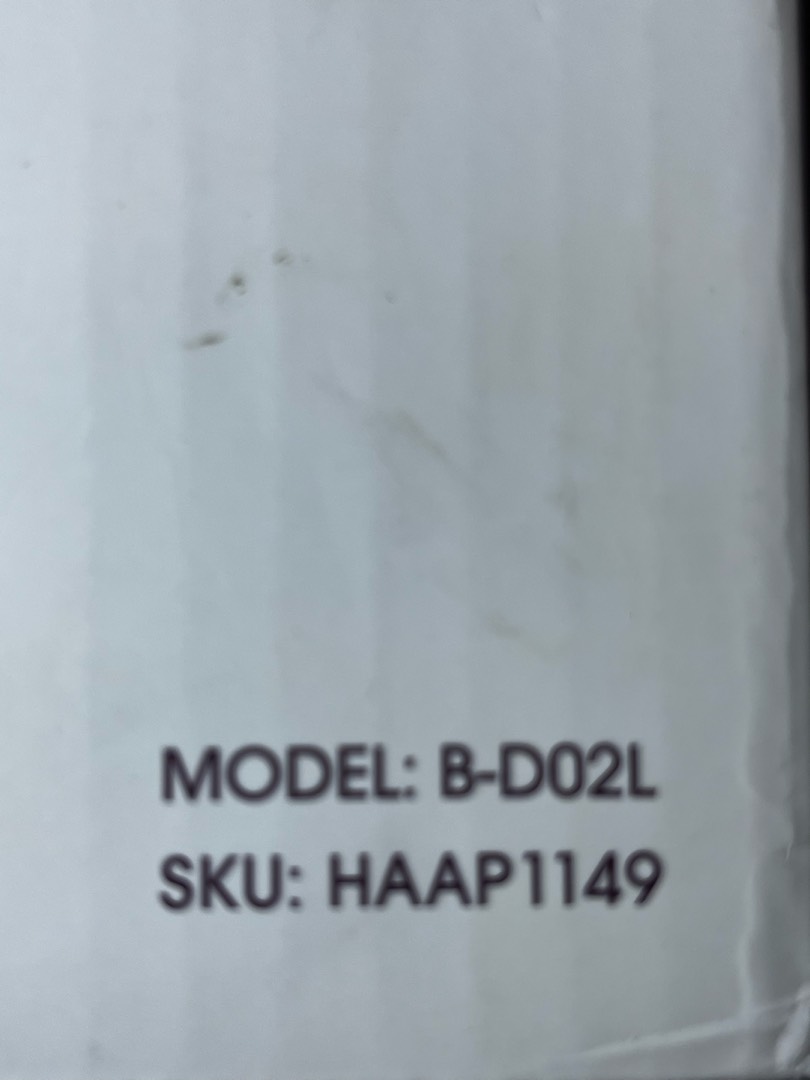 MODEL: B-D02L
SKU: HAAP1149